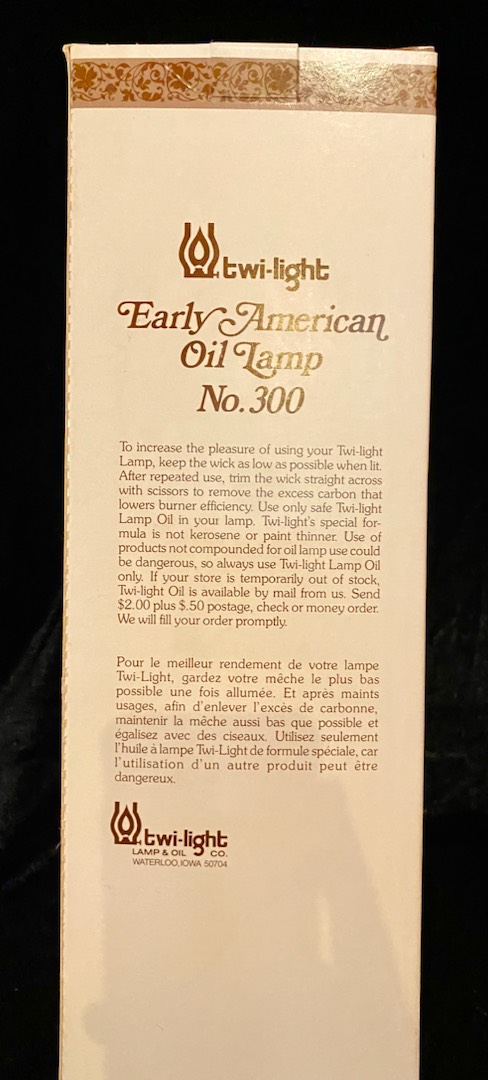 twi-light
Early American
Oil Lamp
No. 300
To increase the pleasure of using your Twi-light
Lamp, keep the wick as low as possible when lit.
After repeated use, trim the wick straight across
with scissors to remove the excess carbon that
lowers burner efficiency. Use only safe Twi-light
Lamp Oil in your lamp. Twi-light's special for-
mula is not kerosene or paint thinner. Use of
products not compounded for oil lamp use could
be dangerous, so always use Twi-light Lamp Oil
only. If your store is temporarily out of stock,
Twi-light Oil is available by mail from us. Send
$2.00 plus $.50 postage, check or money order.
We will fill your order promptly.
Pour le meilleur rendement de votre lampe
Twi-Light, gardez votre mêche le plus bas
possible une fois allumée. Et après maints
usages, afin d'enlever l'excès de carbonne,
maintenir la mêche aussi bas que possible et
égalisez avec des ciseaux. Utilisez seulement
l'huile à lampe Twi-Light de formule spéciale, car
l'utilisation d'un autre produit peut être
dangereux.
twi-light
LAMP & OIL CO.
WATERLOO, IOWA 50704